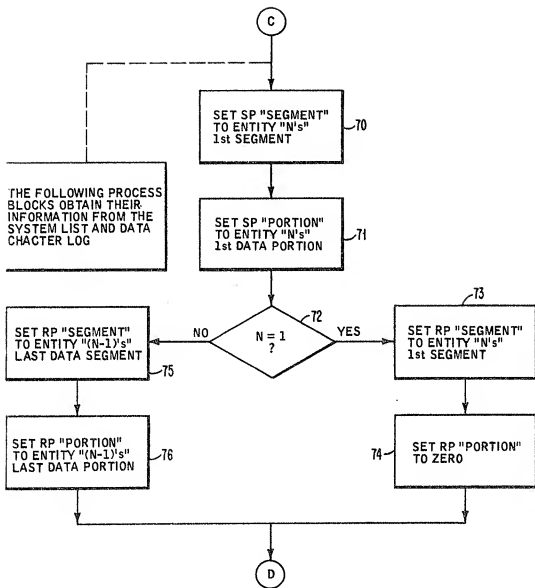 C
SET SP "SEGMENT"
TO ENTITY "N's"
1st SEGMENT
70
THE FOLLOWING PROCESS
BLOCKS OBTAIN THEIR
INFORMATION FROM THE
SYSTEM LIST AND DATA
CHACTER LOG
SET SP "PORTION"
TO ENTITY "N's"
1st DATA PORTION
71
72
N = 1
?
NO
YES
73
SET RP "SEGMENT"
TO ENTITY "N's"
1st SEGMENT
SET RP "SEGMENT"
TO ENTITY "(N-1)'s"
LAST DATA SEGMENT
75
SET RP "PORTION"
TO ENTITY "(N-1)'s"
LAST DATA PORTION
76
74
SET RP "PORTION"
TO ZERO
D